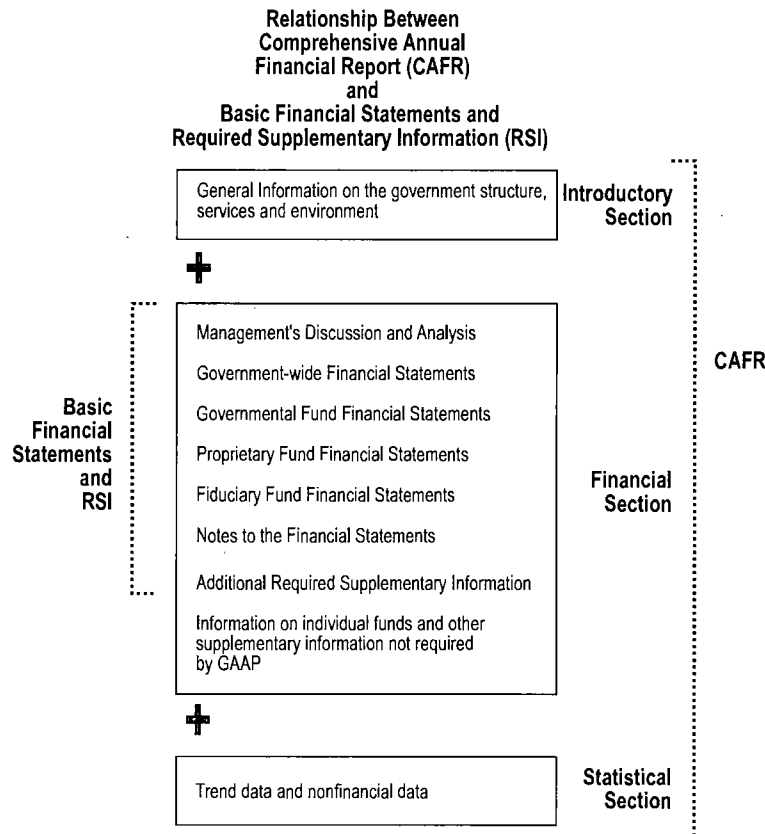 Relationship Between
Comprehensive Annual
Financial Report (CAFR)
and
Basic Financial Statements and
Required Supplementary Information (RSI)
General Information on the government structure,
services and environment
Introductory
Section
Management's Discussion and Analysis
Government-wide Financial Statements
Governmental Fund Financial Statements
Proprietary Fund Financial Statements
Fiduciary Fund Financial Statements
Notes to the Financial Statements
Additional Required Supplementary Information
Information on individual funds and other
supplementary information not required
by GAAP
Basic
Financial
Statements
and
RSI
Financial
Section
CAFR
Trend data and nonfinancial data
Statistical
Section